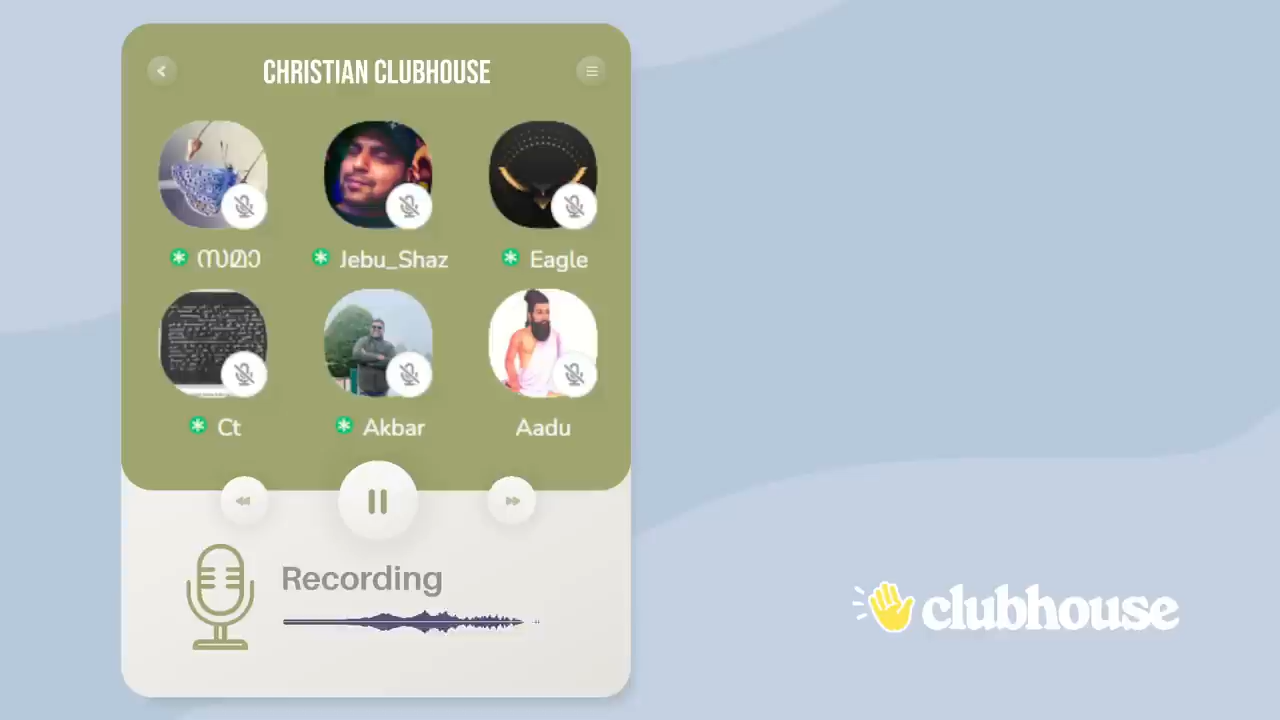 CHRISTIAN CLUBHOUSE
സമാ Jebu_Shaz Eagle
Ct Akbar Aadu
Recording
clubhouse